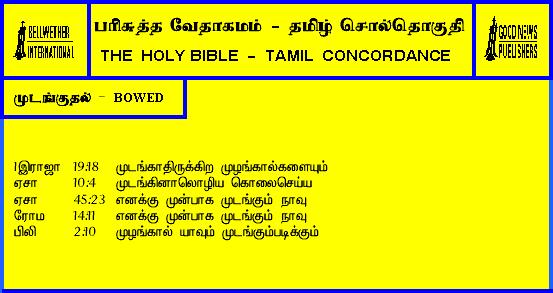 BELLWETHER
INTERNATIONAL
பரிசுத்த வேதாகமம் - தமிழ் சொல்தொகுதி
THE HOLY BIBLE - TAMIL CONCORDANCE
GOOD NEWS
PUBLISHERS
முடங்குதல் - BOWED
1இராஜா 19:18 முடங்காதிருக்கிற முழங்கால்களையும்
ஏசா 10:4 முடங்கினாலொழிய கொலைசெய்ய
ஏசா 45:23 எனக்கு முன்பாக முடங்கும் நாவு
ரோம 14:11 எனக்கு முன்பாக முடங்கும் நாவு
பிலி 2:10 முழங்கால் யாவும் முடங்கும்படிக்கும்